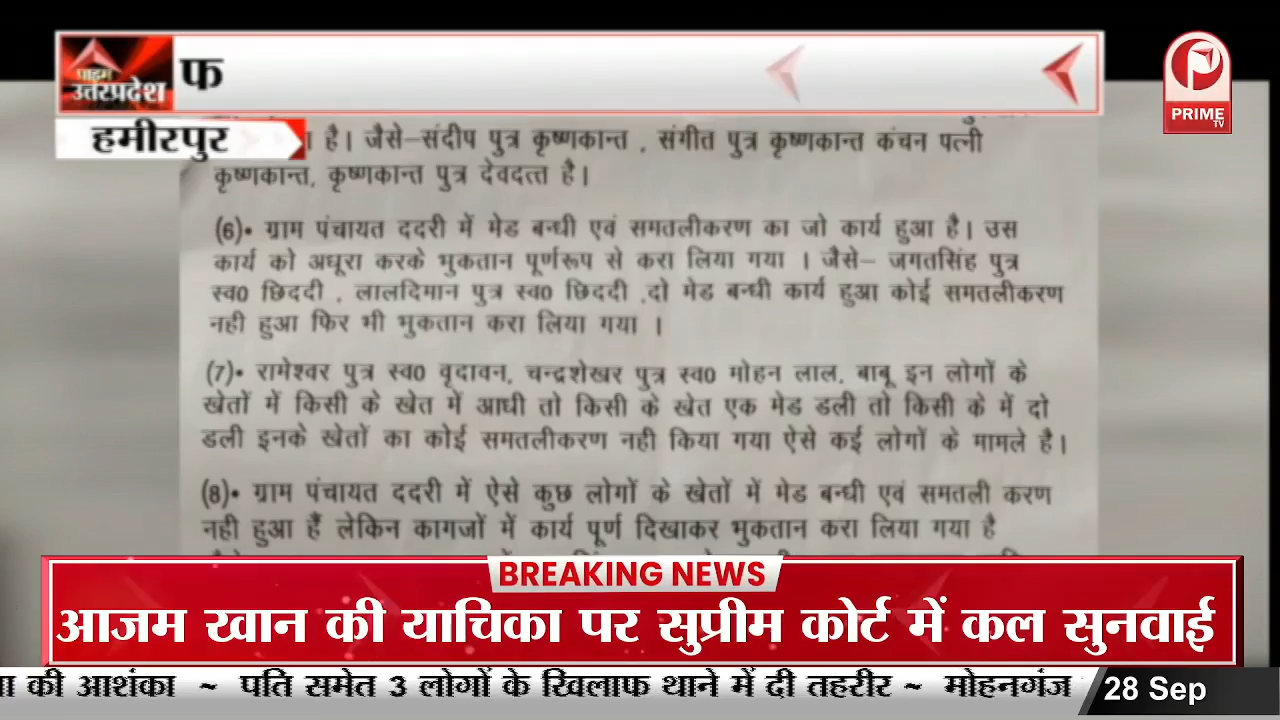 प्राइम
उत्तरप्रदेश
फ
PRIME
TV
हमीरपुर
है। जैसे–संदीप पुत्र कृष्णकान्त , संगीत पुत्र कृष्णकान्त कंचन पत्नी
कृष्णकान्त, कृष्णकान्त पुत्र देवदत्त है।
(6)• ग्राम पंचायत ददरी में मेड बन्धी एवं समतलीकरण का जो कार्य हुआ है। उस
कार्य को अधूरा करके भुकतान पूर्णरूप से करा लिया गया । जैसे– जगतसिंह पुत्र
स्व0 छिददी , लालदिमान पुत्र स्व0 छिददी ,दो मेड बन्धी कार्य हुआ कोई समतलीकरण
नही हुआ फिर भी भुकतान करा लिया गया ।
(7)• रामेश्वर पुत्र स्व0 वृदावन, चन्द्रशेखर पुत्र स्व0 मोहन लाल, बाबू इन लोगों के
खेतों में किसी के खेत में आधी तो किसी के खेत एक मेड डली तो किसी के में दो
डली इनके खेतों का कोई समतलीकरण नही किया गया ऐसे कई लोगों के मामले है।
(8)• ग्राम पंचायत ददरी में ऐसे कुछ लोगों के खेतों में मेड बन्धी एवं समतली करण
नही हुआ हैं लेकिन कागजों में कार्य पूर्ण दिखाकर भुकतान करा लिया गया है
BREAKING NEWS
आजम खान की याचिका पर सुप्रीम कोर्ट में कल सुनवाई
की आशंका ~ पति समेत 3 लोगों के खिलाफ थाने में दी तहरीर ~ मोहनगंज
28 Sep